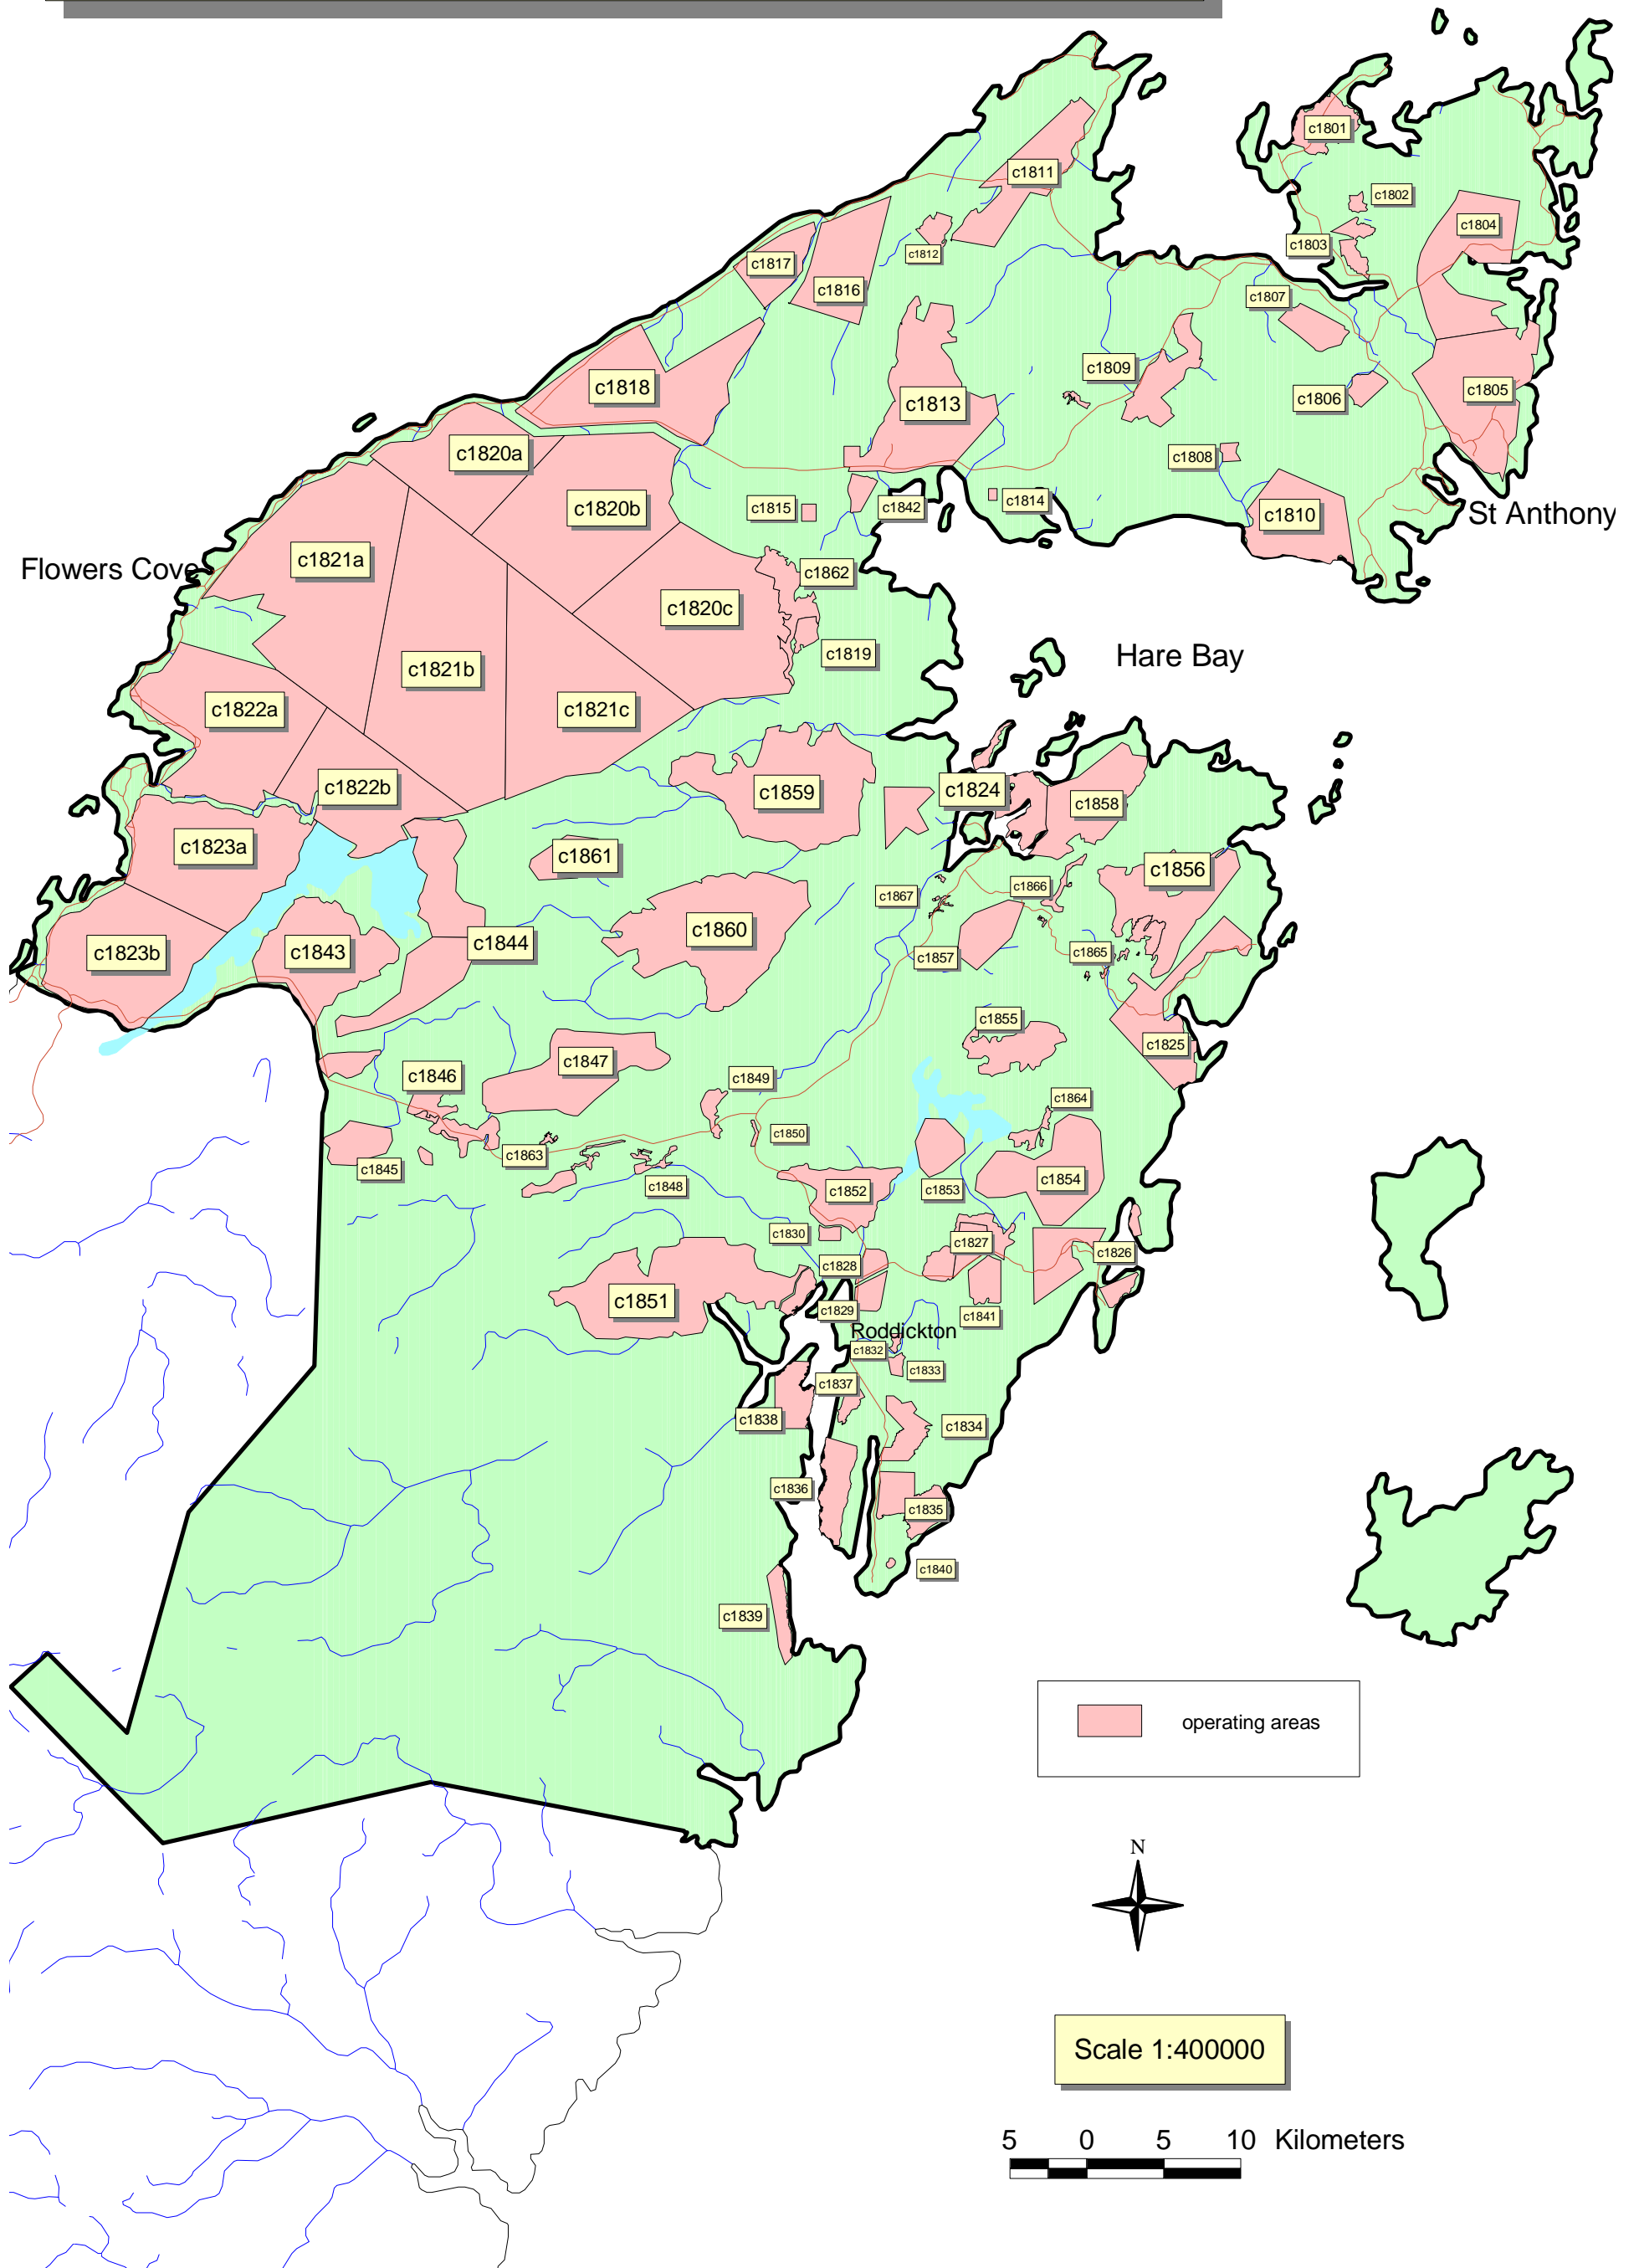 c1801
c1811
c1802
c1804
c1803
c1812
c1817
c1816
c1807
c1809
c1818
c1805
c1806
c1813
c1820a
c1808
c1815
c1842
c1814
c1820b
c1810
St Anthony
c1821a
Flowers Cove
c1862
c1820c
c1819
Hare Bay
c1821b
c1822a
c1821c
c1822b
c1859
c1824
c1858
c1823a
c1861
c1856
c1866
c1867
c1860
c1844
c1843
c1823b
c1857
c1865
c1855
c1825
c1847
c1846
c1849
c1864
c1850
c1863
c1845
c1848
c1852
c1853
c1854
c1830
c1827
c1826
c1828
c1851
c1829
c1841
Roddickton
c1832
c1833
c1837
c1838
c1834
c1836
c1835
c1840
c1839
operating areas
N
Scale 1:400000
5 0 5 10 Kilometers